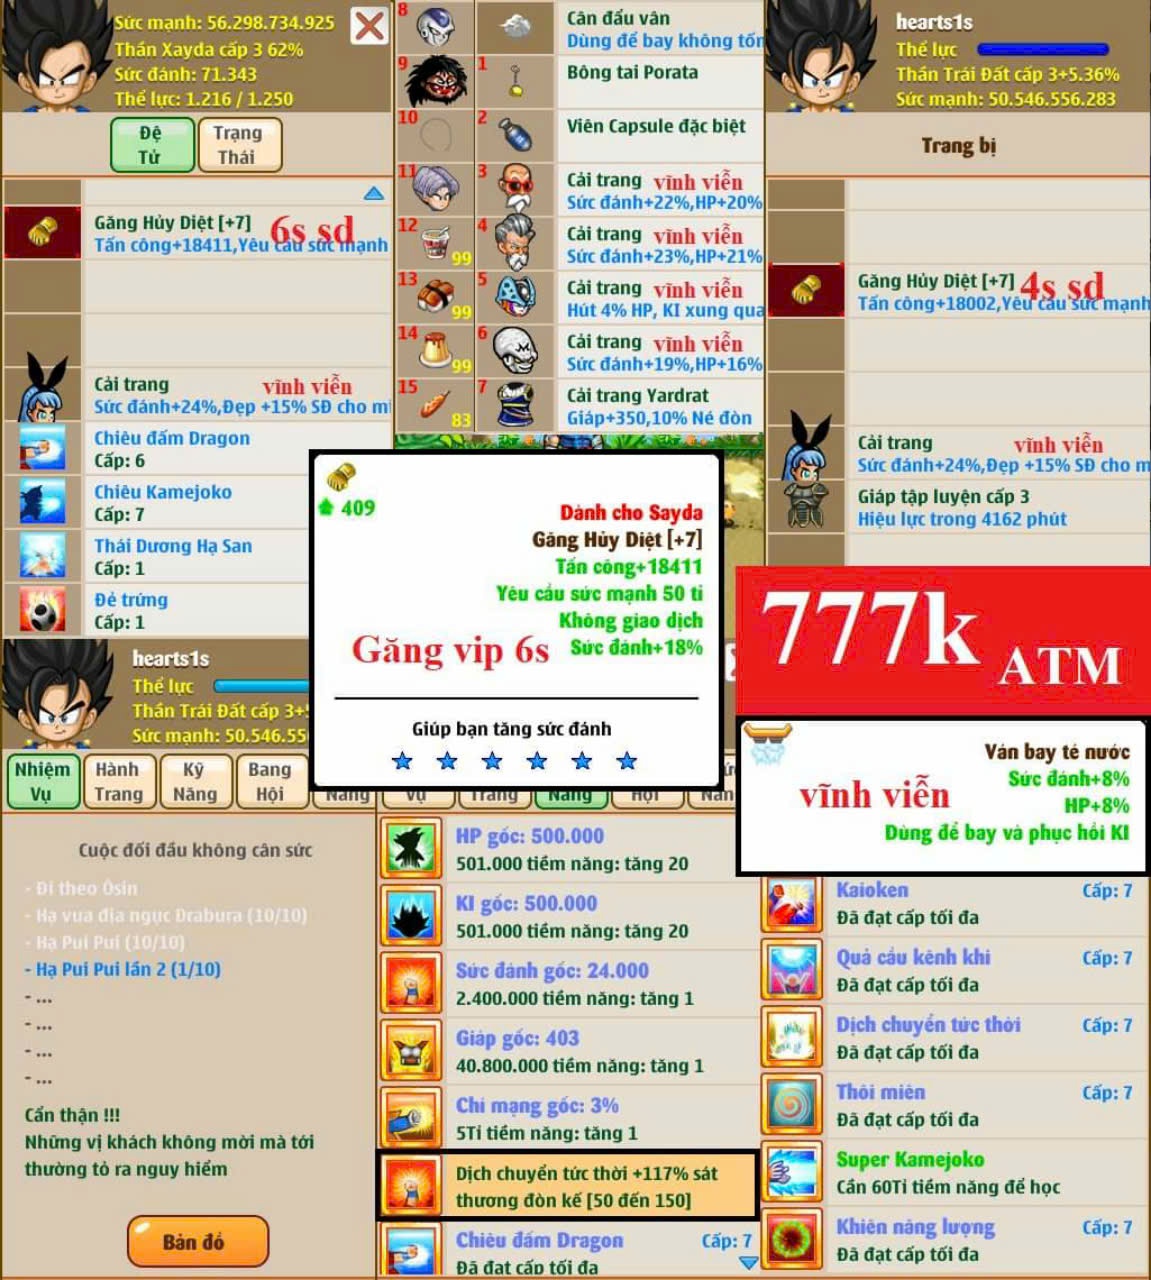 Sức mạnh: 56.298.734.925
Thần Xayda cấp 3 62%
Sức đánh: 71.343
Thể lực: 1.216 / 1.250
Đệ
Tử
Trạng
Thái
Găng Hủy Diệt [+7]
6s sd
Tấn công+18411,Yêu cầu sức mạnh
Cải trang
vĩnh viễn
Sức đánh+24%,Đẹp +15% SĐ cho mì
Chiêu đấm Dragon
Cấp: 6
Chiêu Kamejoko
Cấp: 7
Thái Dương Hạ San
Cấp: 1
Đẻ trứng
Cấp: 1
8
Cân đẩu vân
Dùng để bay không tốn
9
1
Bông tai Porata
10
2
Viên Capsule đặc biệt
11
3
Cải trang
vĩnh viễn
Sức đánh+22%,HP+20%
12
99
4
Cải trang
vĩnh viễn
Sức đánh+23%,HP+21%
13
99
5
Cải trang
vĩnh viễn
Hút 4% HP, KI xung qua
14
99
6
Cải trang
vĩnh viễn
Sức đánh+19%,HP+16%
15
83
7
Cải trang Yardrat
Giáp+350,10% Né đòn
hearts1s
Thể lực
Thần Trái Đất cấp 3+5.36%
Sức mạnh: 50.546.556.283
Trang bị
Găng Hủy Diệt [+7]
4s sd
Tấn công+18002,Yêu cầu sức mạnh
Cải trang
vĩnh viễn
Sức đánh+24%,Đẹp +15% SĐ cho m
Giáp tập luyện cấp 3
Hiệu lực trong 4162 phút
409
Dành cho Sayda
Găng Hủy Diệt [+7]
Tấn công+18411
Yêu cầu sức mạnh 50 tỉ
Không giao dịch
Găng vip 6s
Sức đánh+18%
Giúp bạn tăng sức đánh
777k
ATM
Ván bay té nước
Sức đánh+8%
vĩnh viễn
HP+8%
Dùng để bay và phục hồi KI
hearts1s
Thể lực
Thần Trái Đất cấp 3+5
Sức mạnh: 50.546.55
Nhiệm
Vụ
Hành
Trang
Kỹ
Năng
Bang
Hội
Năng
Vụ
Trang
Năng
Hội
Cuộc đối đầu không cân sức
- Đi theo Ôsin
- Hạ vua địa ngục Drabura (10/10)
- Hạ Pui Pui (10/10)
- Hạ Pui Pui lần 2 (1/10)
- ...
- ...
- ...
- ...
Cẩn thận !!!
Những vị khách không mời mà tới
thường tỏ ra nguy hiểm
Bản đồ
HP gốc: 500.000
501.000 tiềm năng: tăng 20
KI gốc: 500.000
501.000 tiềm năng: tăng 20
Sức đánh gốc: 24.000
2.400.000 tiềm năng: tăng 1
Giáp gốc: 403
40.800.000 tiềm năng: tăng 1
Chí mạng gốc: 3%
5Tỉ tiềm năng: tăng 1
Dịch chuyển tức thời +117% sát
thương đòn kế [50 đến 150]
Chiêu đấm Dragon
Cấp: 7
Đã đạt cấp tối đa
Kaioken
Cấp: 7
Đã đạt cấp tối đa
Quả cầu kênh khi
Cấp: 7
Đã đạt cấp tối đa
Dịch chuyển tức thời
Cấp: 7
Đã đạt cấp tối đa
Thôi miên
Cấp: 7
Đã đạt cấp tối đa
Super Kamejoko
Cần 60Tỉ tiềm năng để học
Khiên năng lượng
Cấp: 7
Đã đạt cấp tối đa